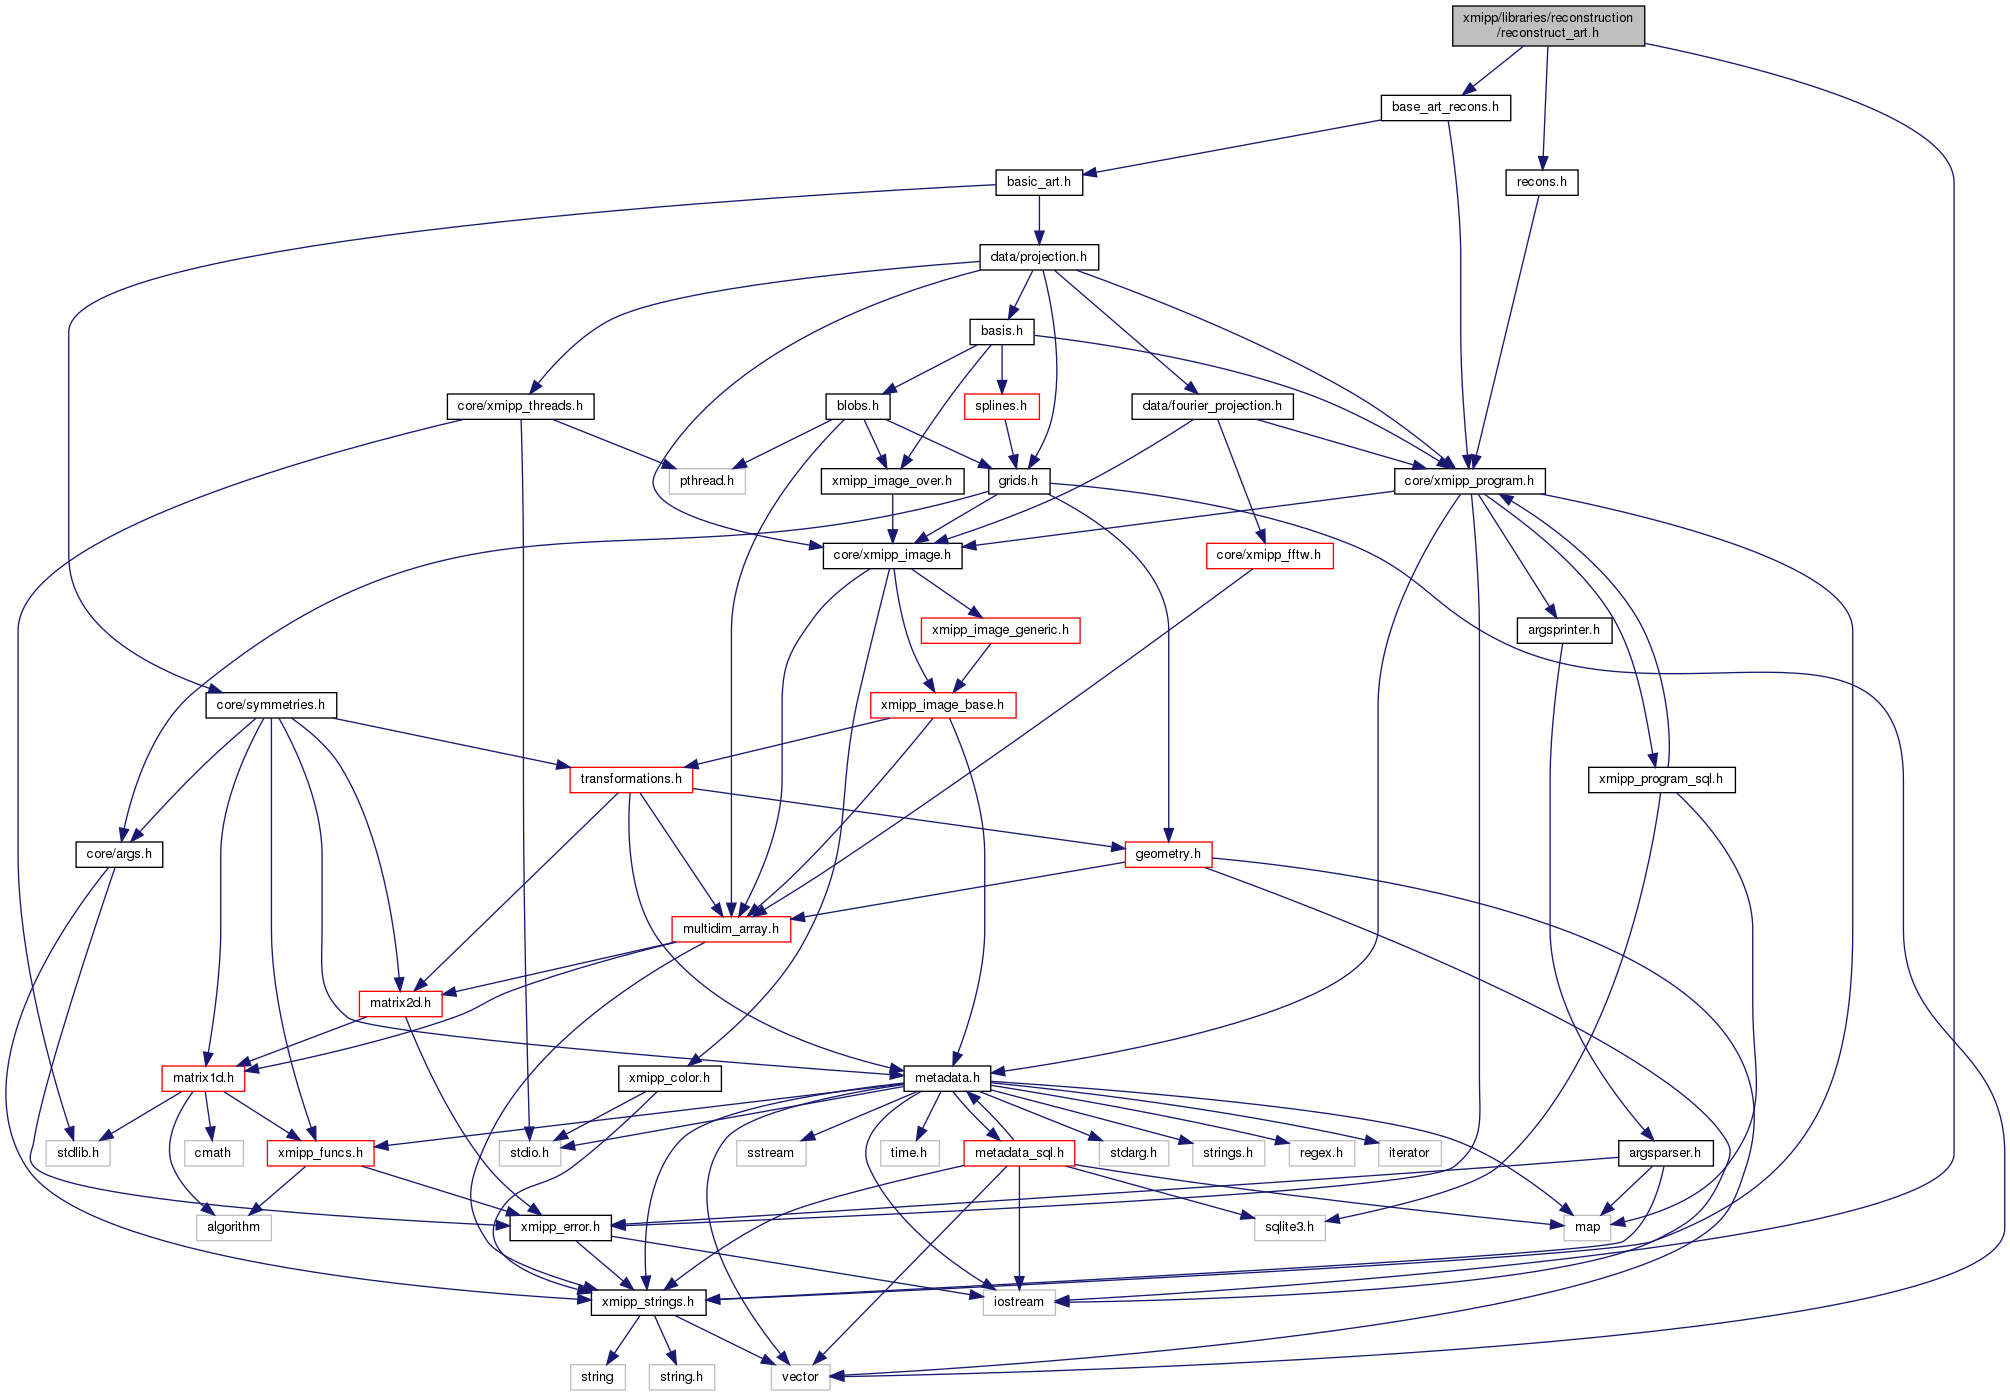 xmipp/libraries/reconstruction
/reconstruct_art.h
base_art_recons.h
basic_art.h
recons.h
data/projection.h
basis.h
core/xmipp_threads.h
blobs.h
splines.h
data/fourier_projection.h
pthread.h
xmipp_image_over.h
grids.h
core/xmipp_program.h
core/xmipp_image.h
core/xmipp_fftw.h
xmipp_image_generic.h
argsprinter.h
core/symmetries.h
xmipp_image_base.h
transformations.h
xmipp_program_sql.h
core/args.h
geometry.h
multidim_array.h
matrix2d.h
matrix1d.h
xmipp_color.h
metadata.h
stdlib.h
cmath
xmipp_funcs.h
stdio.h
sstream
time.h
metadata_sql.h
stdarg.h
strings.h
regex.h
iterator
argsparser.h
algorithm
xmipp_error.h
sqlite3.h
map
xmipp_strings.h
iostream
string
string.h
vector